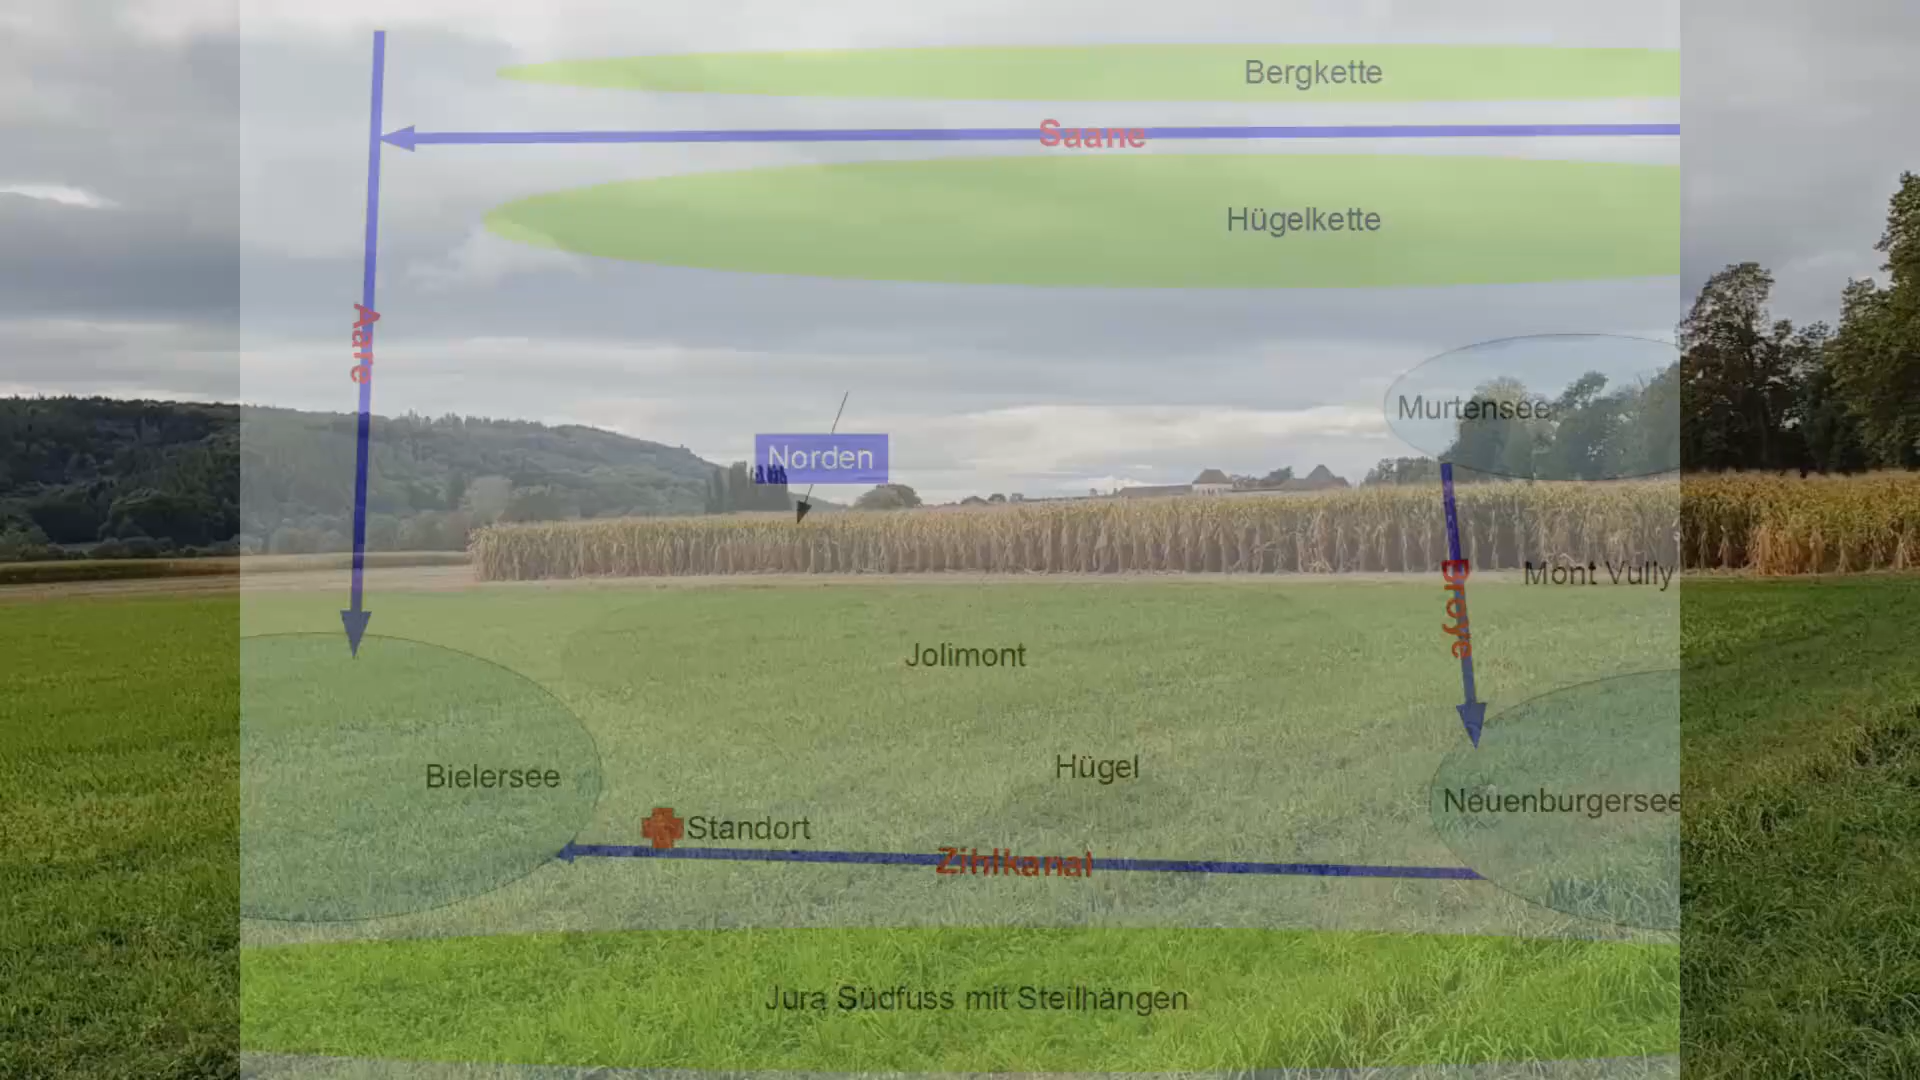 Bergkette
Saane
Hügelkette
Aare
Murtensee
Norden
Mont Vully
Broye
Jolimont
Hügel
Bielersee
Neuenburgersee
Standort
Zihlkanal
Jura Südfuss mit Steilhängen